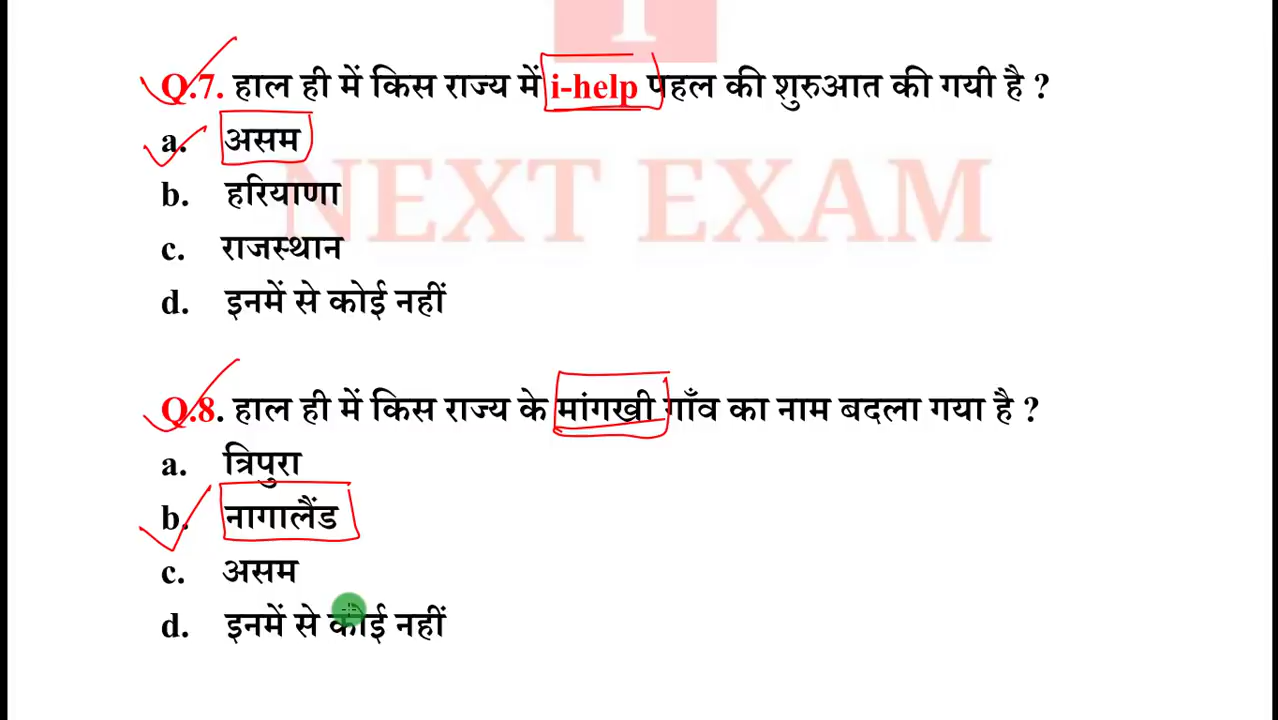 Q.7. हाल ही में किस राज्य में i-help पहल की शुरुआत की गयी है ?
a. असम
b. हरियाणा
NEXT EXAM
c. राजस्थान
d. इनमें से कोई नहीं
Q.8. हाल ही में किस राज्य के मांगखी गाँव का नाम बदला गया है ?
a. त्रिपुरा
b. नागालैंड
c. असम
d. इनमें से कोई नहीं